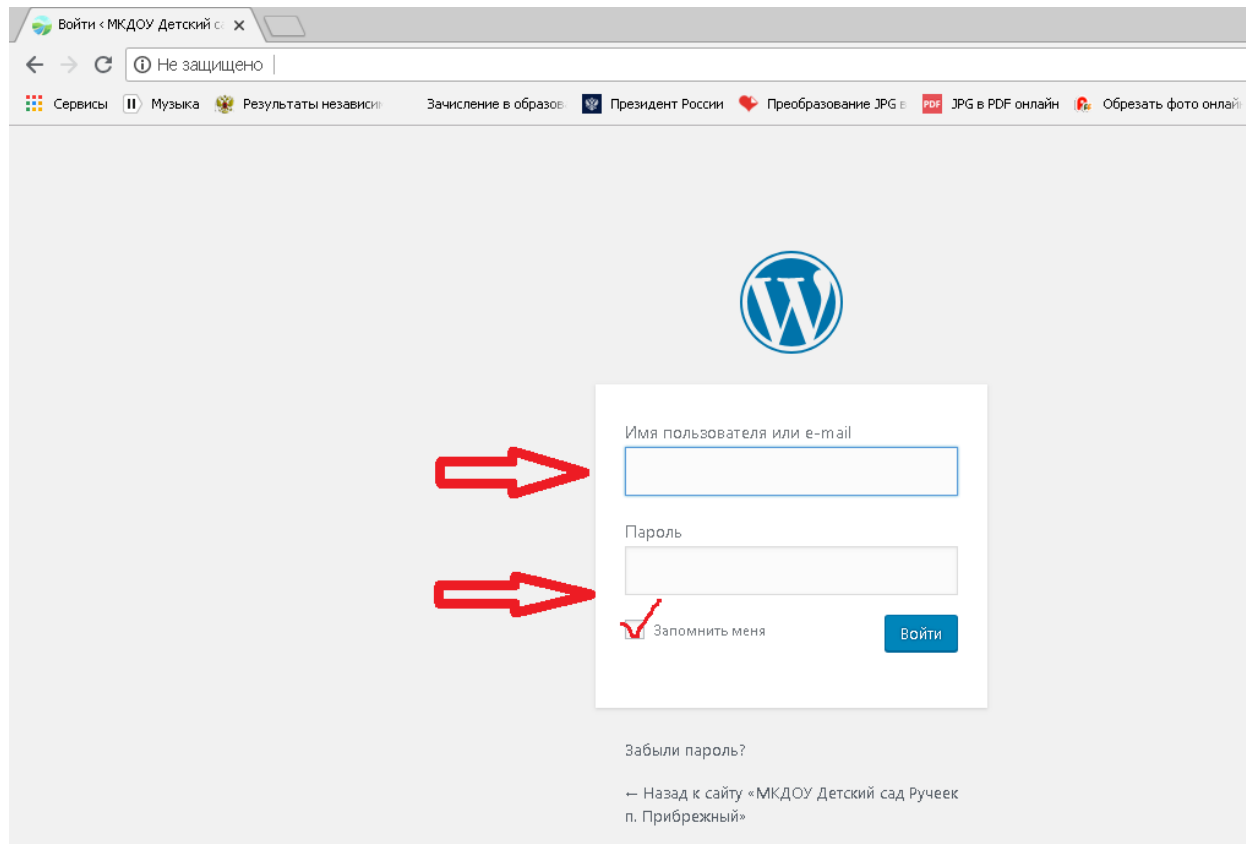 Войти < МКДОУ Детский с
Не защищено
Сервисы Музыка Результаты независи Зачисление в образов Президент России Преобразование JPG в PDF JPG в PDF онлайн Обрезать фото онлай
W
Имя пользователя или e-mail
Пароль
Запомнить меня Войти
Забыли пароль?
← Назад к сайту «МКДОУ Детский сад Ручеек
п. Прибрежный»